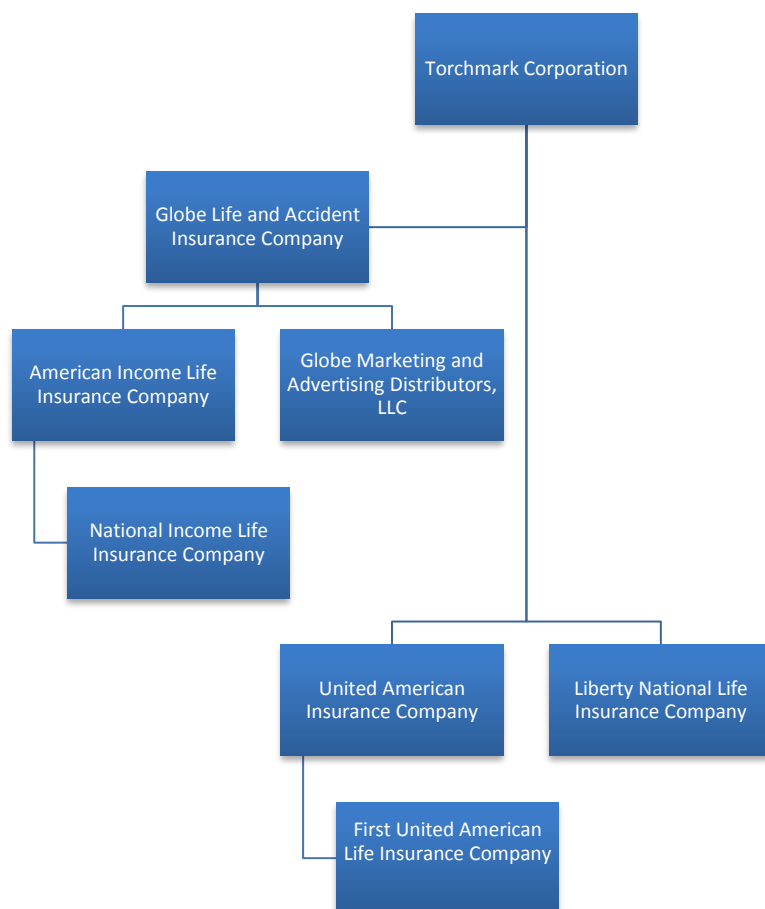 Torchmark Corporation
Globe Life and Accident
Insurance Company
American Income Life
Insurance Company
Globe Marketing and
Advertising Distributors,
LLC
National Income Life
Insurance Company
United American
Insurance Company
Liberty National Life
Insurance Company
First United American
Life Insurance Company